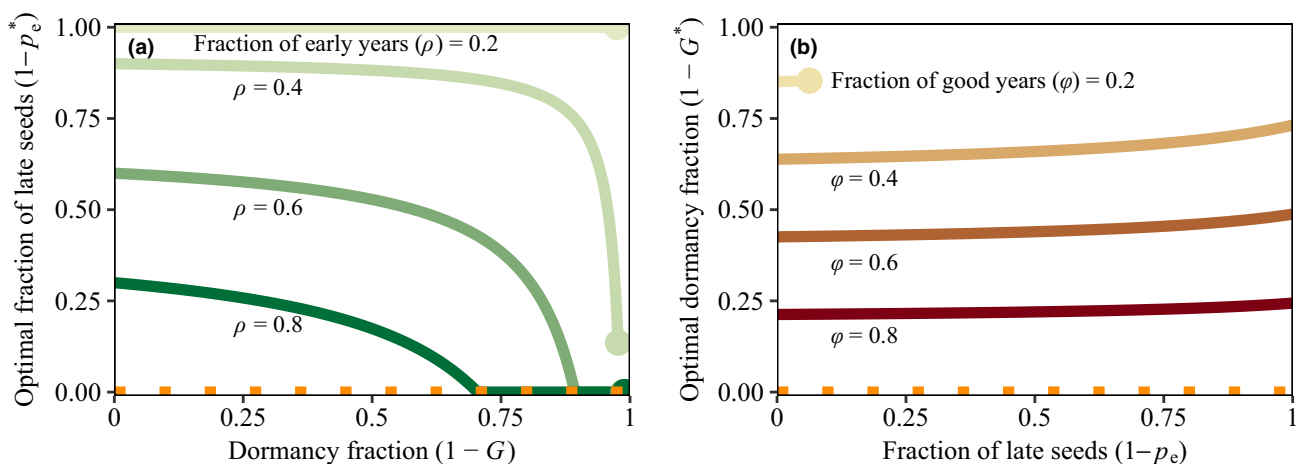 Optimal fraction of late seeds (1−p*e)
1.00
0.75
0.50
0.25
0.00
(a)
Fraction of early years (ρ) = 0.2
ρ = 0.4
ρ = 0.6
ρ = 0.8
0
0.25
0.5
0.75
1
Dormancy fraction (1 − G)
Optimal dormancy fraction (1 − G*)
1.00
0.75
0.50
0.25
0.00
(b)
Fraction of good years (φ) = 0.2
φ = 0.4
φ = 0.6
φ = 0.8
0
0.25
0.5
0.75
1
Fraction of late seeds (1−pe)